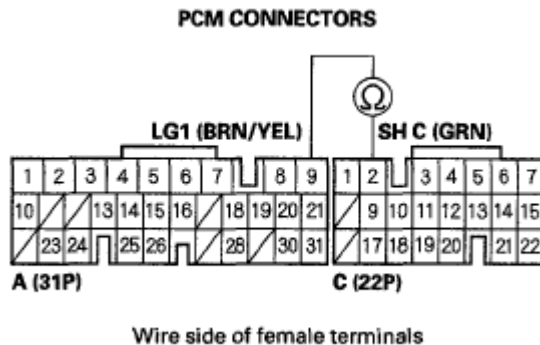 PCM CONNECTORS
Ω
LG1 (BRN/YEL) SH C (GRN)
1 2 3 4 5 6 7 8 9 1 2 3 4 5 6 7
10 13 14 15 16 18 19 20 21 9 10 11 12 13 14 15
23 24 25 26 28 30 31 17 18 19 20 21 22
A (31P) C (22P)
Wire side of female terminals